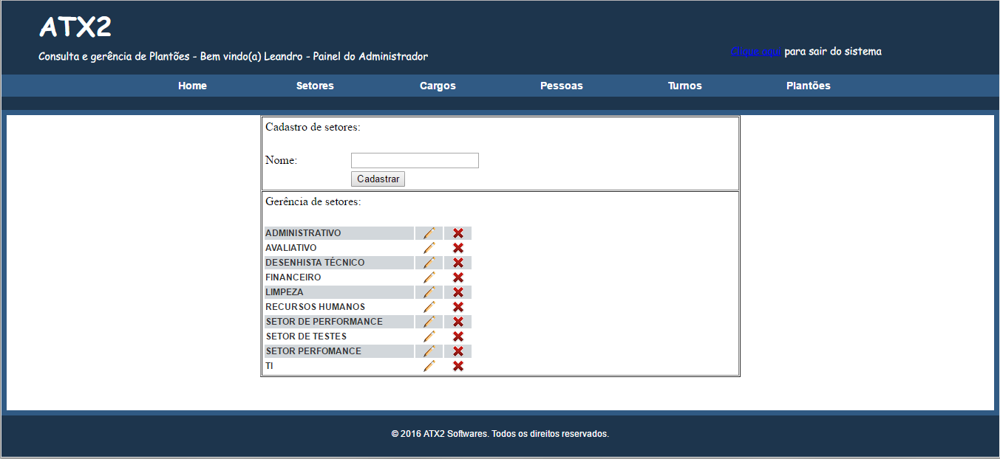 ATX2
Consulta e gerência de Plantões - Bem vindo(a) Leandro - Painel do Administrador
Clique aqui para sair do sistema
Home Setores Cargos Pessoas Turnos Plantões
Cadastro de setores:
Nome:
Cadastrar
Gerência de setores:
ADMINISTRATIVO
AVALIATIVO
DESENHISTA TÉCNICO
FINANCEIRO
LIMPEZA
RECURSOS HUMANOS
SETOR DE PERFORMANCE
SETOR DE TESTES
SETOR PERFOMANCE
TI
© 2016 ATX2 Softwares. Todos os direitos reservados.